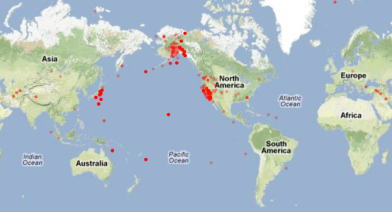 Asia
North
America
Europe
Atlantic
Ocean
Africa
South
America
Indian
Ocean
Australia
Pacific
Ocean